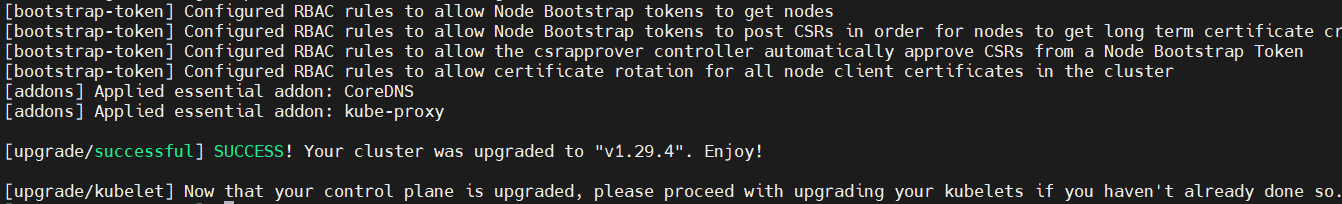 [bootstrap-token] Configured RBAC rules to allow Node Bootstrap tokens to get nodes
[bootstrap-token] Configured RBAC rules to allow Node Bootstrap tokens to post CSRs in order for nodes to get long term certificate cr
[bootstrap-token] Configured RBAC rules to allow the csrapprover controller automatically approve CSRs from a Node Bootstrap Token
[bootstrap-token] Configured RBAC rules to allow certificate rotation for all node client certificates in the cluster
[addons] Applied essential addon: CoreDNS
[addons] Applied essential addon: kube-proxy
[upgrade/successful] SUCCESS! Your cluster was upgraded to "v1.29.4". Enjoy!
[upgrade/kubelet] Now that your control plane is upgraded, please proceed with upgrading your kubelets if you haven't already done so.